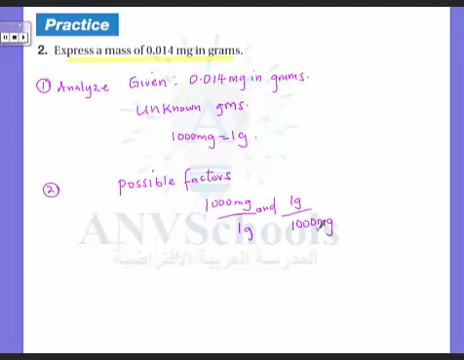 Practice
2. Express a mass of 0.014 mg in grams.
① Analyze Given : 0.014mg in grams.
Unknown gms.
1000mg = 1g.
② possible factors
1000mg/1g and 1g/1000mg
ANVSchools
المدرسة العربية الافتراضية